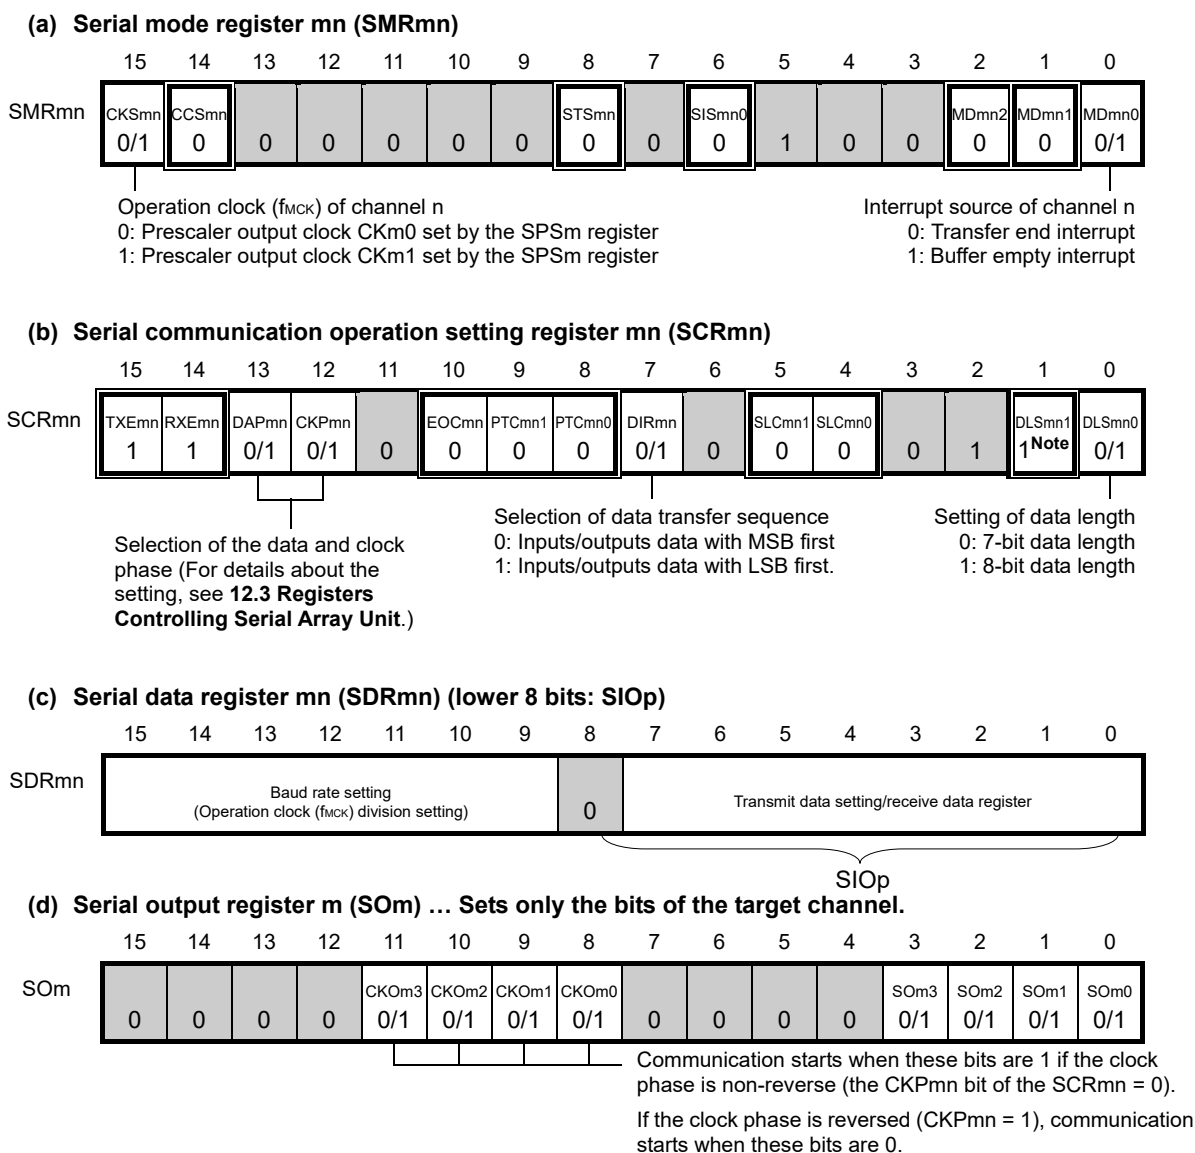 (a) Serial mode register mn (SMRmn)
15 14 13 12 11 10 9 8 7 6 5 4 3 2 1 0
SMRmn
CKSmn CCSmn STSmn SISmn0 MDmn2 MDmn1 MDmn0
0/1 0 0 0 0 0 0 0 0 0 1 0 0 0 0 0/1
Operation clock (fMCK) of channel n
0: Prescaler output clock CKm0 set by the SPSm register
1: Prescaler output clock CKm1 set by the SPSm register
Interrupt source of channel n
0: Transfer end interrupt
1: Buffer empty interrupt
(b) Serial communication operation setting register mn (SCRmn)
15 14 13 12 11 10 9 8 7 6 5 4 3 2 1 0
SCRmn
TXEmn RXEmn DAPmn CKPmn EOCmn PTCmn1 PTCmn0 DIRmn SLCmn1 SLCmn0 DLSmn1 DLSmn0
1 1 0/1 0/1 0 0 0 0 0/1 0 0 0 0 1 1Note 0/1
Selection of the data and clock
phase (For details about the
setting, see 12.3 Registers
Controlling Serial Array Unit.)
Selection of data transfer sequence
0: Inputs/outputs data with MSB first
1: Inputs/outputs data with LSB first.
Setting of data length
0: 7-bit data length
1: 8-bit data length
(c) Serial data register mn (SDRmn) (lower 8 bits: SIOp)
15 14 13 12 11 10 9 8 7 6 5 4 3 2 1 0
SDRmn
Baud rate setting
(Operation clock (fMCK) division setting)
0
Transmit data setting/receive data register
SIOp
(d) Serial output register m (SOm) … Sets only the bits of the target channel.
15 14 13 12 11 10 9 8 7 6 5 4 3 2 1 0
SOm
CKOm3 CKOm2 CKOm1 CKOm0 SOm3 SOm2 SOm1 SOm0
0 0 0 0 0/1 0/1 0/1 0/1 0 0 0 0 0/1 0/1 0/1 0/1
Communication starts when these bits are 1 if the clock
phase is non-reverse (the CKPmn bit of the SCRmn = 0).
If the clock phase is reversed (CKPmn = 1), communication
starts when these bits are 0.